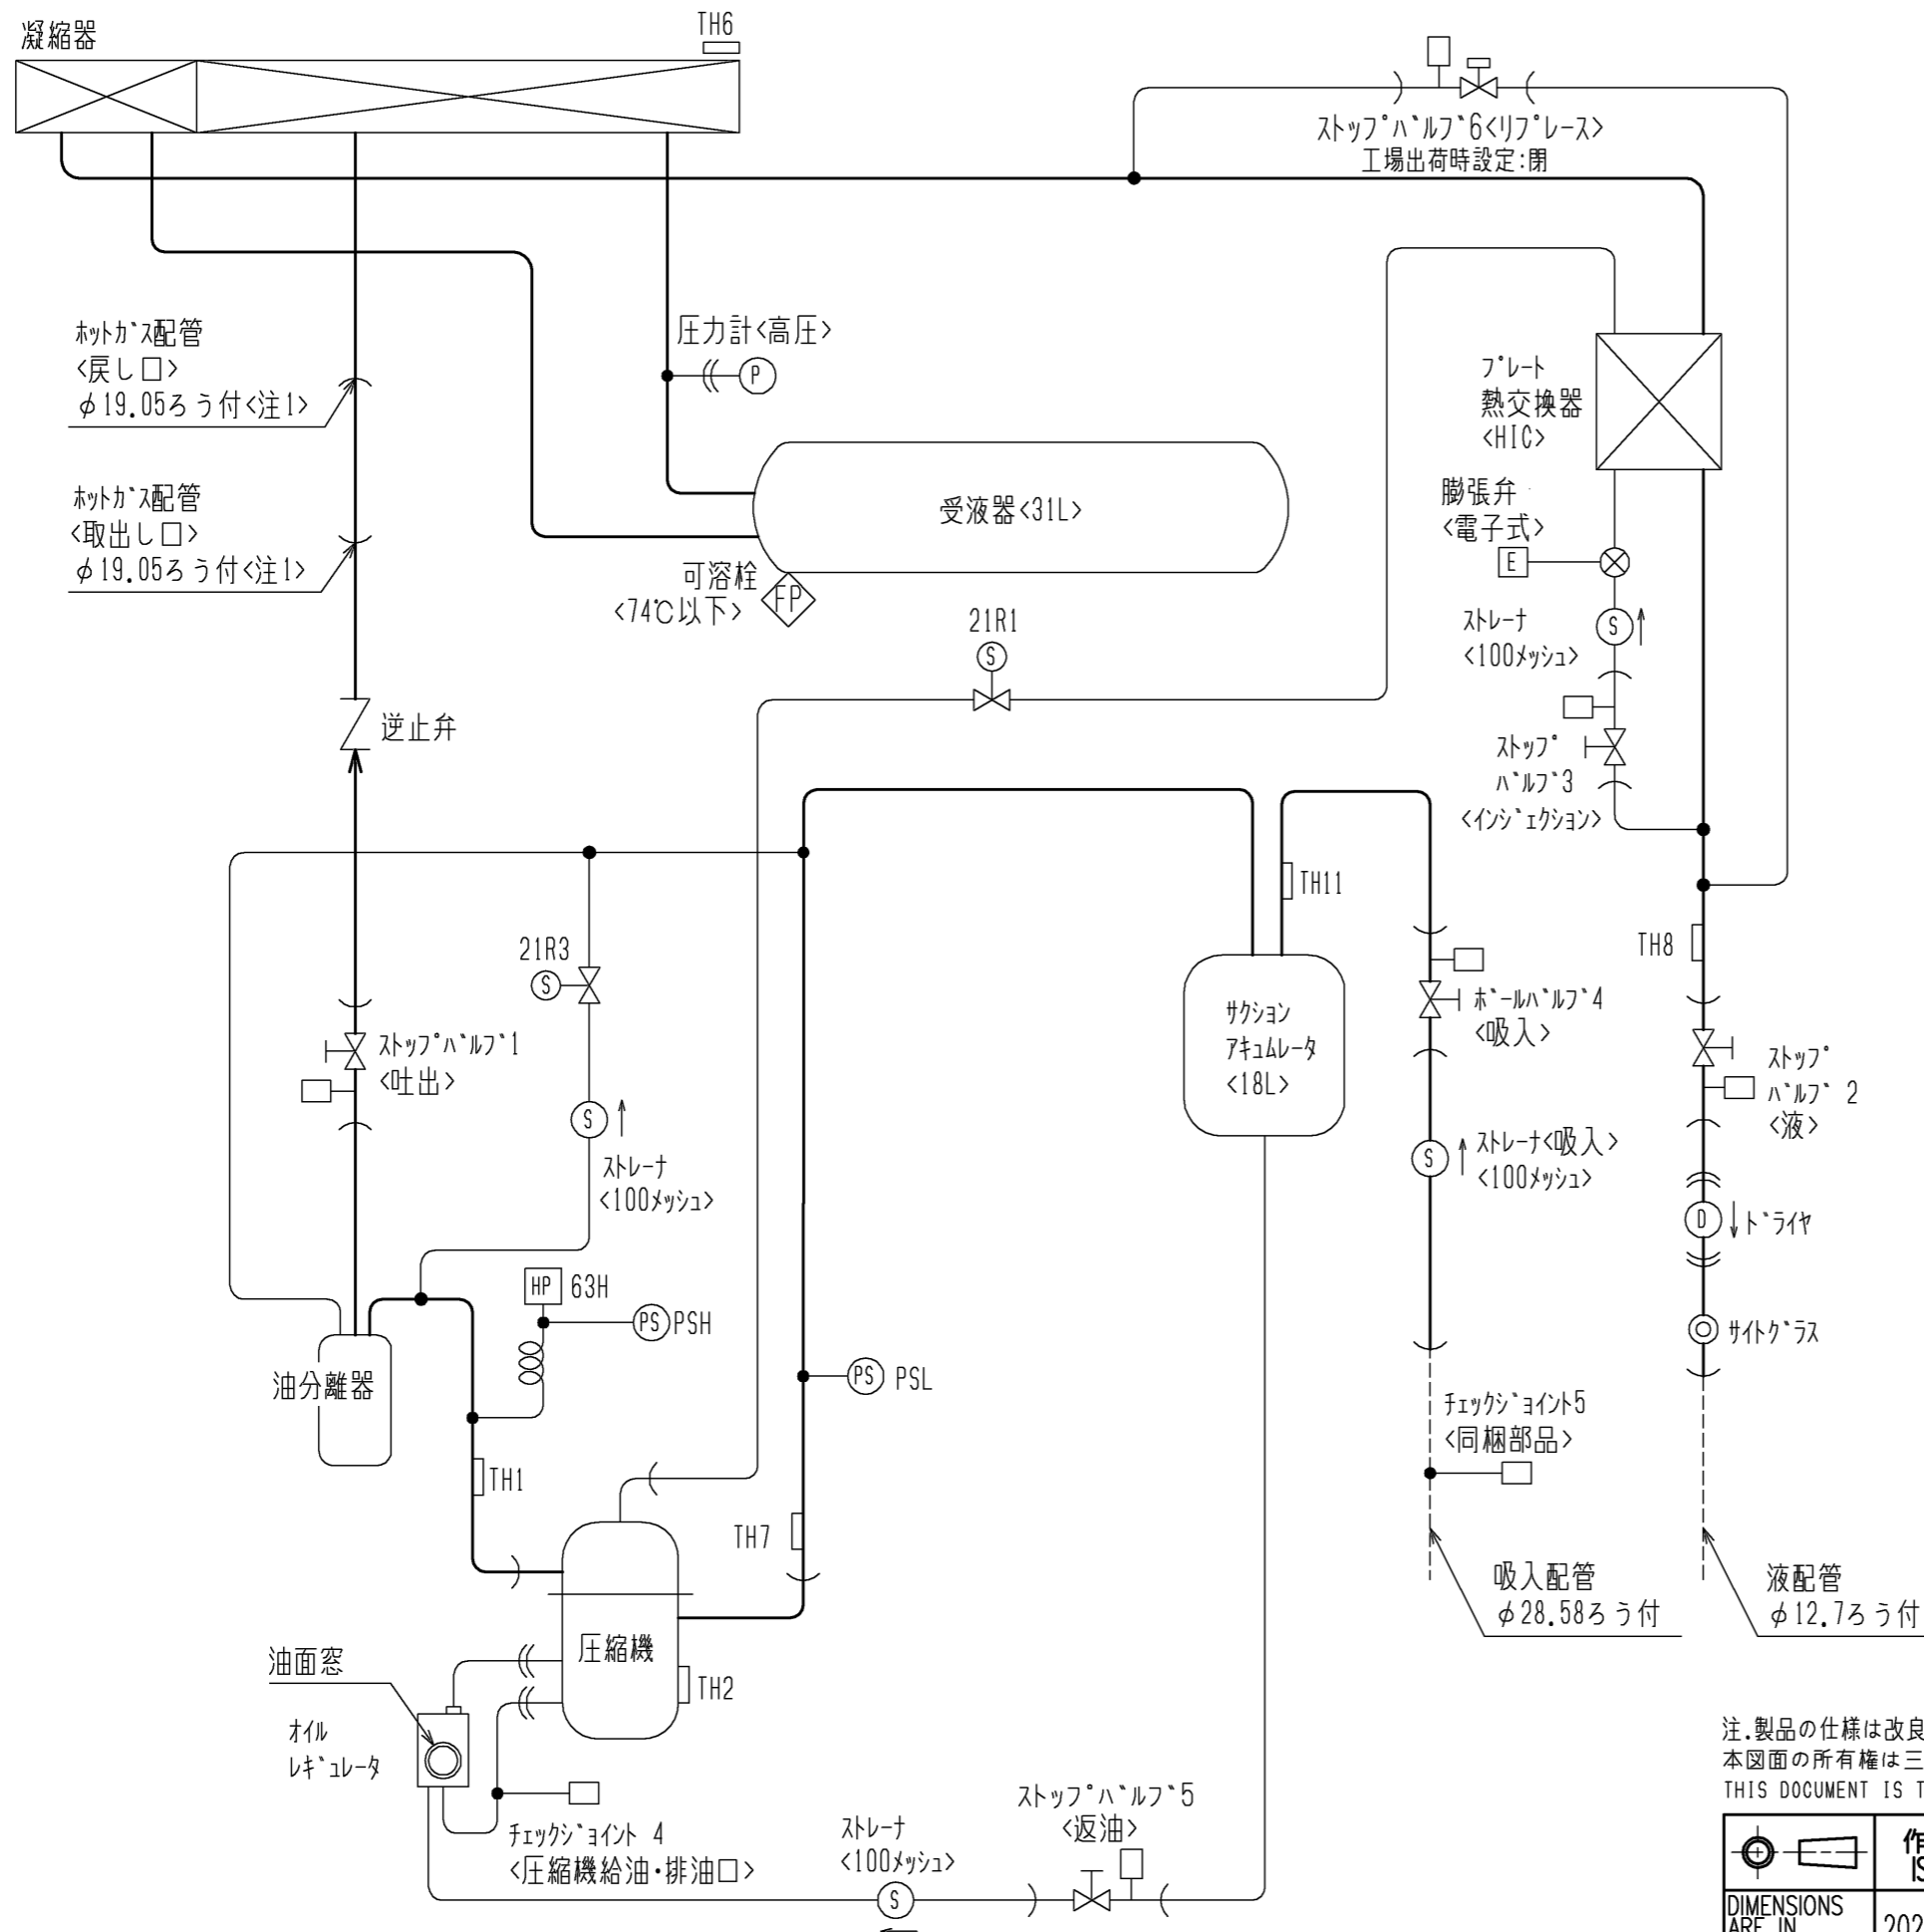 凝縮器
TH6
ストップバルブ6<リプレース>
工場出荷時設定:閉
ホットガス配管
<戻し口>
φ19.05ろう付<注1>
圧力計<高圧>
P
プレート
熱交換器
<HIC>
ホットガス配管
<取出し口>
φ19.05ろう付<注1>
受液器<31L>
膨張弁
<電子式>
E
可溶栓
<74℃以下>
FP
21R1
S
ストレーナ
<100メッシュ>
S
逆止弁
ストップ
バルブ3
<インジェクション>
TH11
21R3
S
TH8
サクション
アキュムレータ
<18L>
ボールバルブ4
<吸入>
ストップバルブ1
<吐出>
ストップ
バルブ 2
<液>
S
ストレーナ
<100メッシュ>
S
ストレーナ<吸入>
<100メッシュ>
D
ドライヤ
HP
63H
PS
PSH
サイトグラス
油分離器
PS
PSL
チェックジョイント5
<同梱部品>
TH1
TH7
吸入配管
φ28.58ろう付
液配管
φ12.7ろう付
圧縮機
油面窓
TH2
オイル
レギュレータ
チェックジョイント 4
<圧縮機給油・排油口>
ストレーナ
<100メッシュ>
S
ストップバルブ5
<返油>
注.製品の仕様は改良
本図面の所有権は三
THIS DOCUMENT IS T
作
IS
DIMENSIONS
ARE IN
202